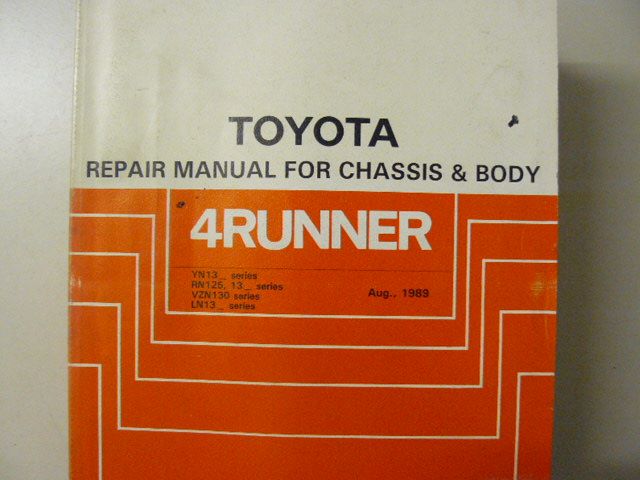 TOYOTA
REPAIR MANUAL FOR CHASSIS & BODY
4RUNNER
YN13_ series
RN125, 13_ series
VZN130 series
LN13_ series
Aug., 1989